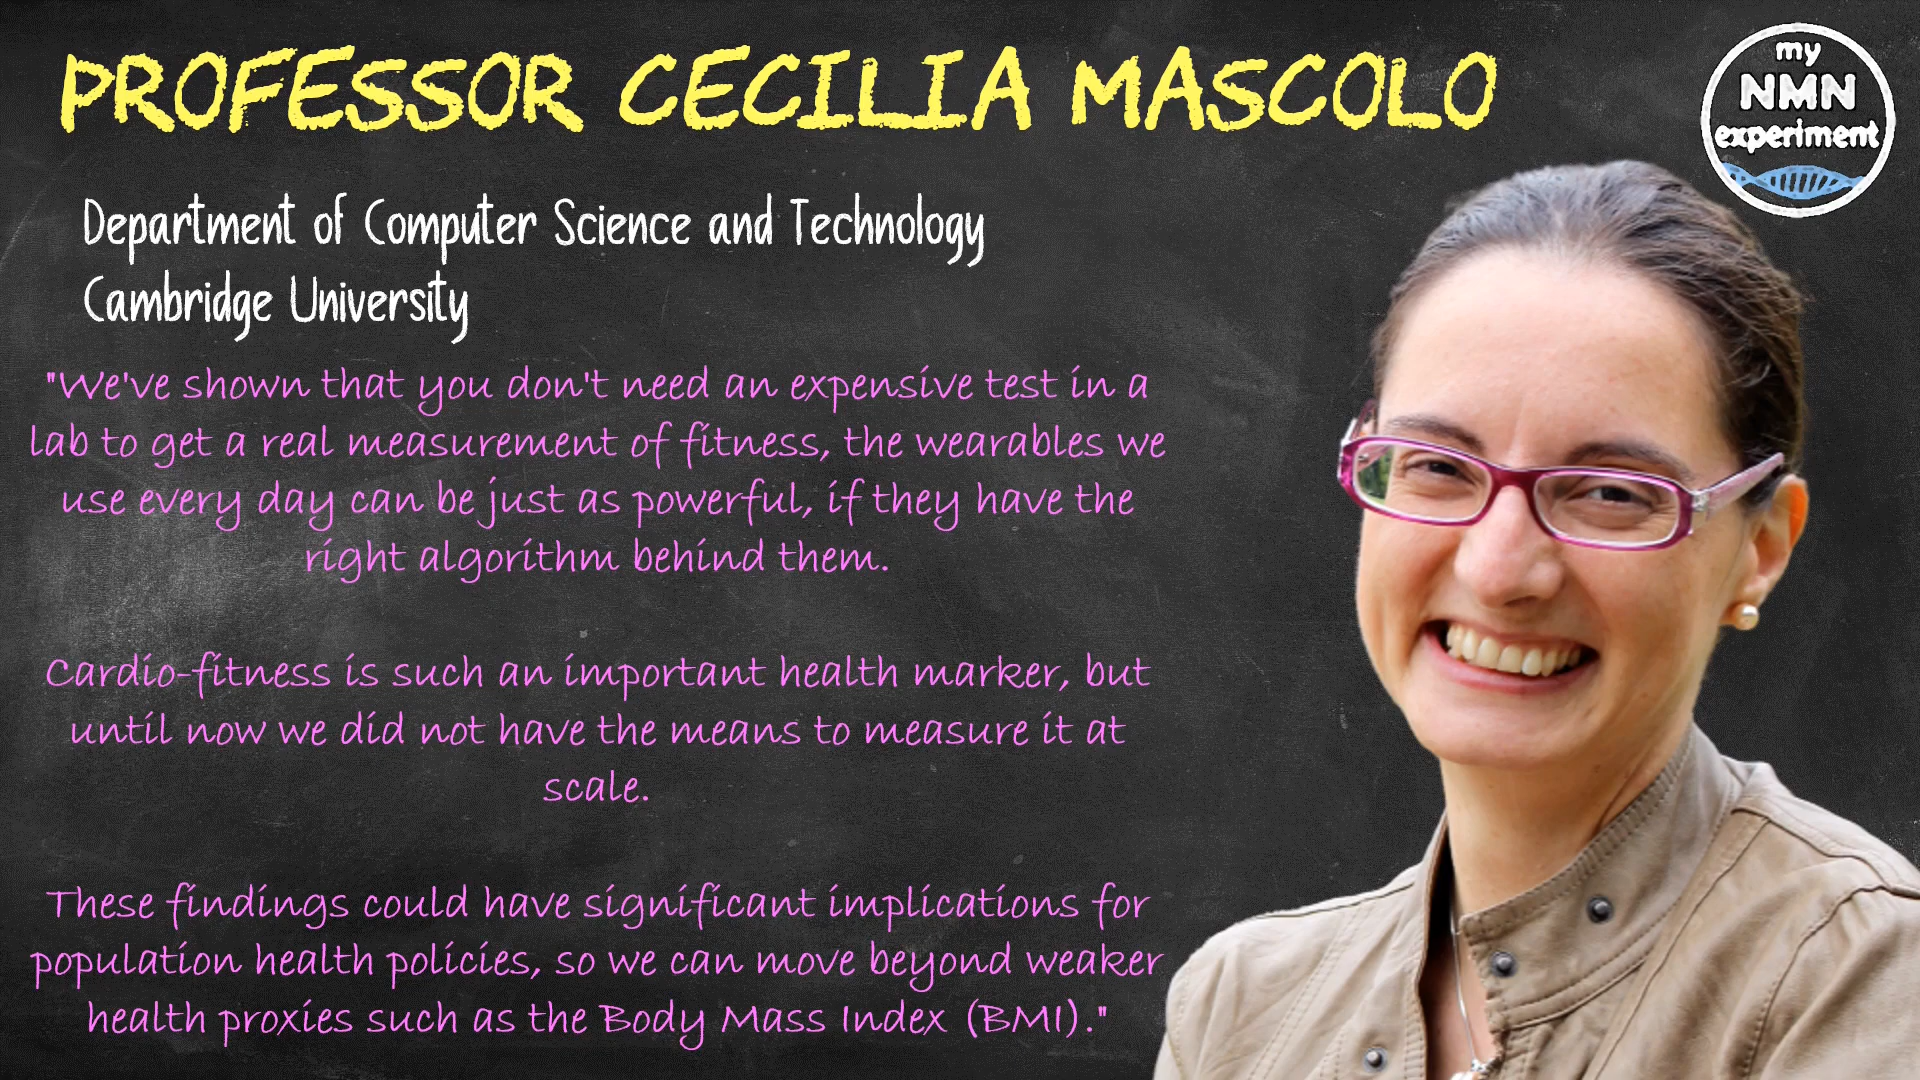 PROFESSOR CECILIA MASCOLO
my
NMN
experiment
Department of Computer Science and Technology
Cambridge University
"We've shown that you don't need an expensive test in a
lab to get a real measurement of fitness, the wearables we
use every day can be just as powerful, if they have the
right algorithm behind them.
Cardio-fitness is such an important health marker, but
until now we did not have the means to measure it at
scale.
These findings could have significant implications for
population health policies, so we can move beyond weaker
health proxies such as the Body Mass Index (BMI)."